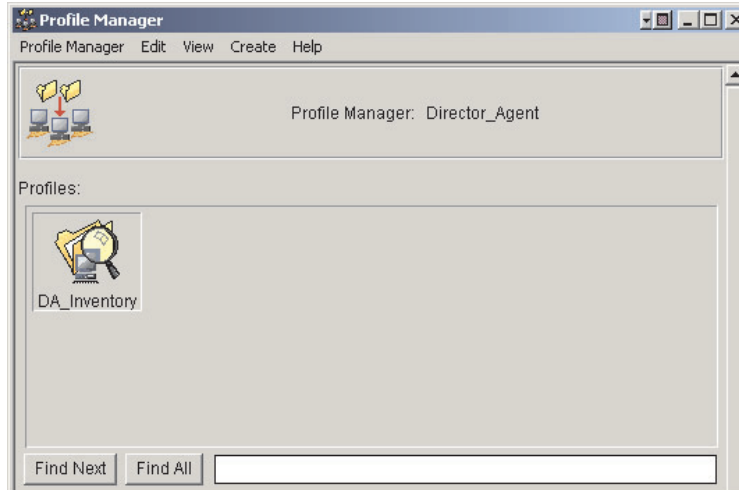 Profile Manager
Profile Manager Edit View Create Help
Profile Manager: Director_Agent
Profiles:
DA_Inventory
Find Next Find All